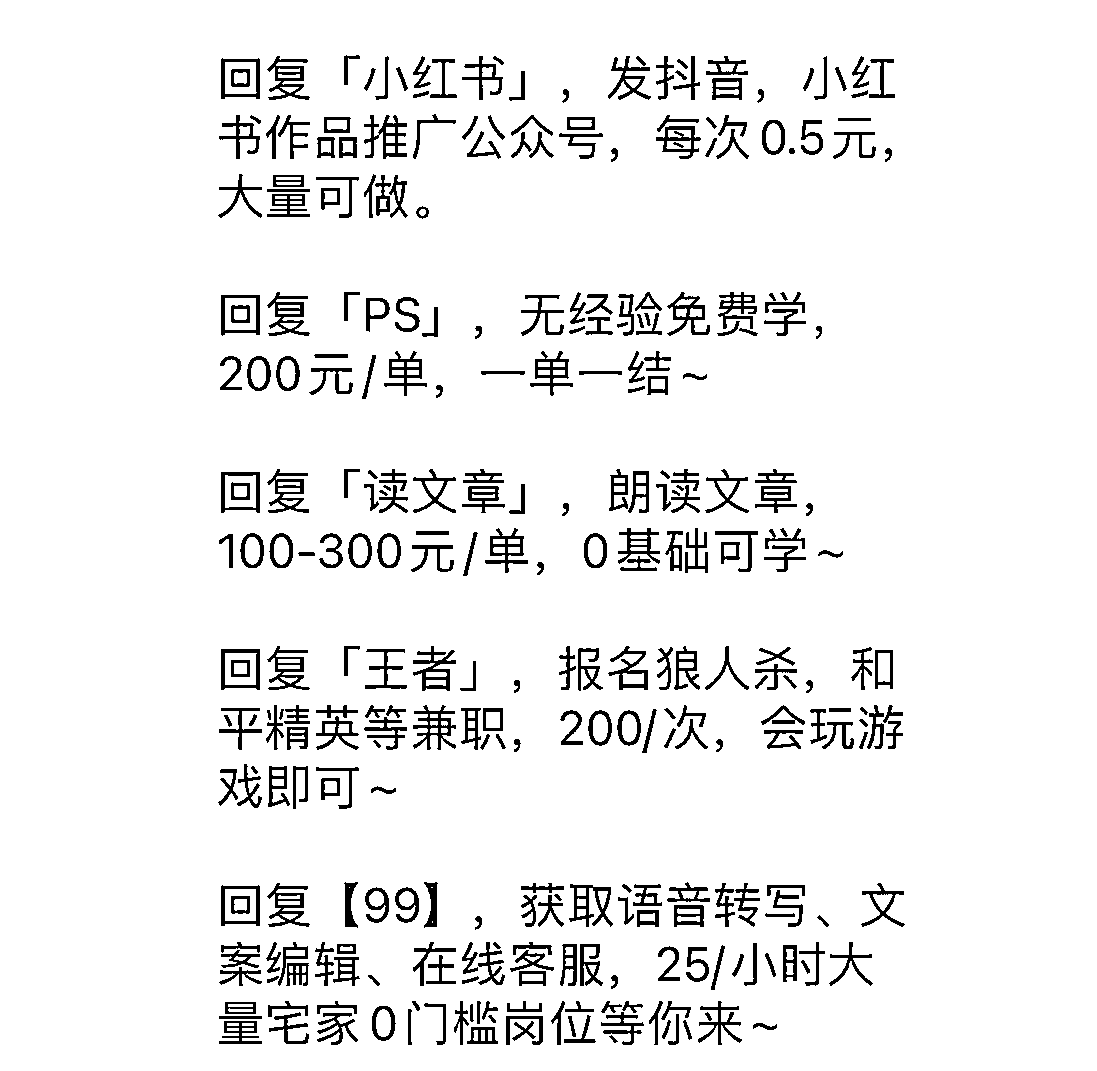 回复「小红书」，发抖音，小红
书作品推广公众号，每次0.5元，
大量可做。
回复「PS」，无经验免费学，
200元/单，一单一结~
回复「读文章」，朗读文章，
100-300元/单，0基础可学~
回复「王者」，报名狼人杀，和
平精英等兼职，200/次，会玩游
戏即可~
回复【99】，获取语音转写、文
案编辑、在线客服，25/小时大
量宅家0门槛岗位等你来~